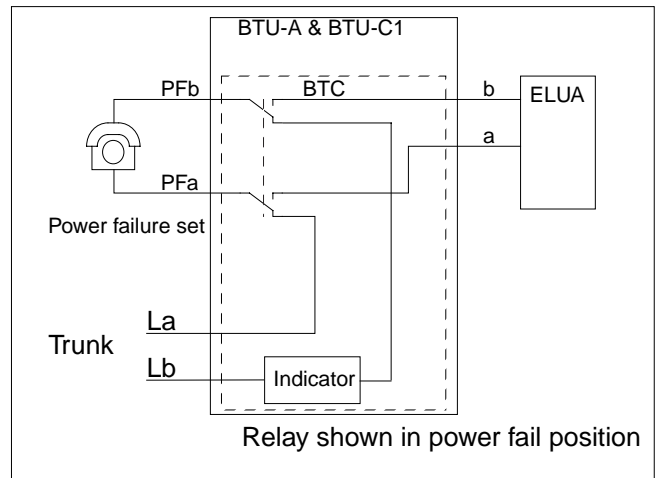 BTU-A & BTU-C1
PFb
BTC
b
ELUA
a
PFa
Power failure set
La
Trunk
Lb
Indicator
Relay shown in power fail position